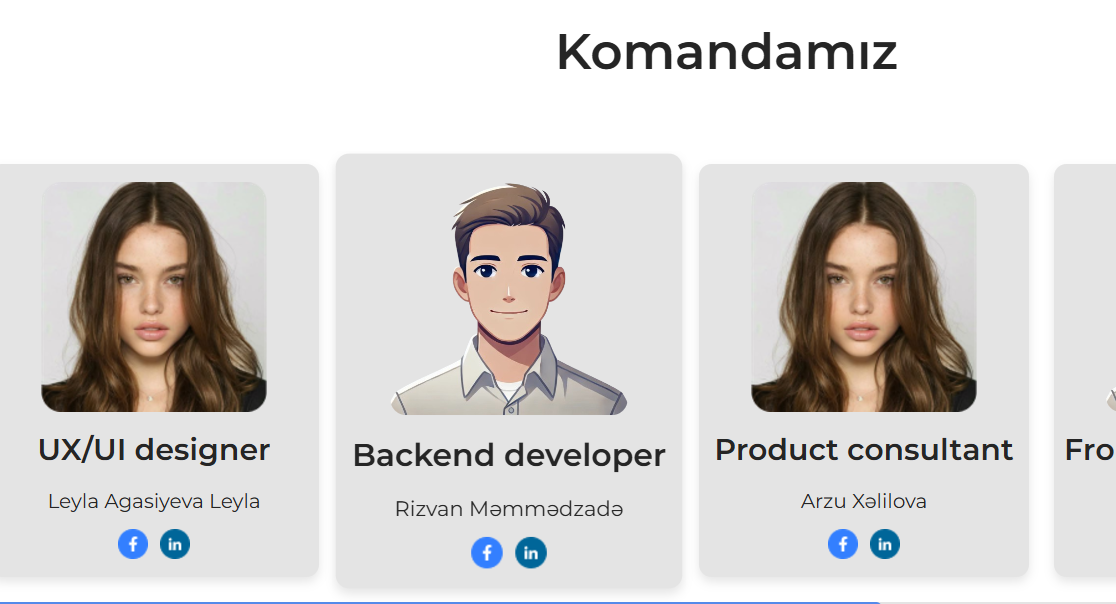 Komandamız
UX/UI designer
Leyla Agasiyeva Leyla
f in
Backend developer
Rizvan Məmmədzadə
f in
Product consultant
Arzu Xəlilova
f in
Fro